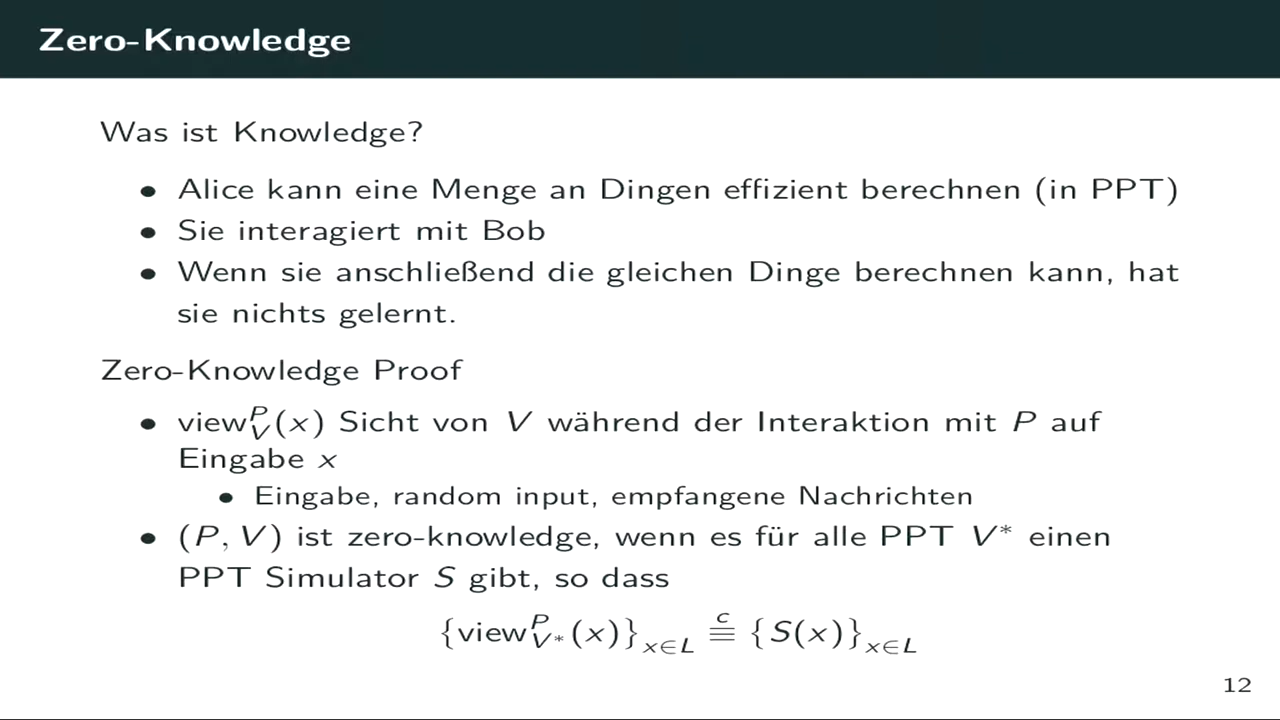 Zero-Knowledge
Was ist Knowledge?
• Alice kann eine Menge an Dingen effizient berechnen (in PPT)
• Sie interagiert mit Bob
• Wenn sie anschließend die gleichen Dinge berechnen kann, hat
sie nichts gelernt.
Zero-Knowledge Proof
• view^P_V(x) Sicht von V während der Interaktion mit P auf
Eingabe x
• Eingabe, random input, empfangene Nachrichten
• (P, V) ist zero-knowledge, wenn es für alle PPT V* einen
PPT Simulator S gibt, so dass
{view^P_{V*}(x)}_{x∈L} ≡^c {S(x)}_{x∈L}
12